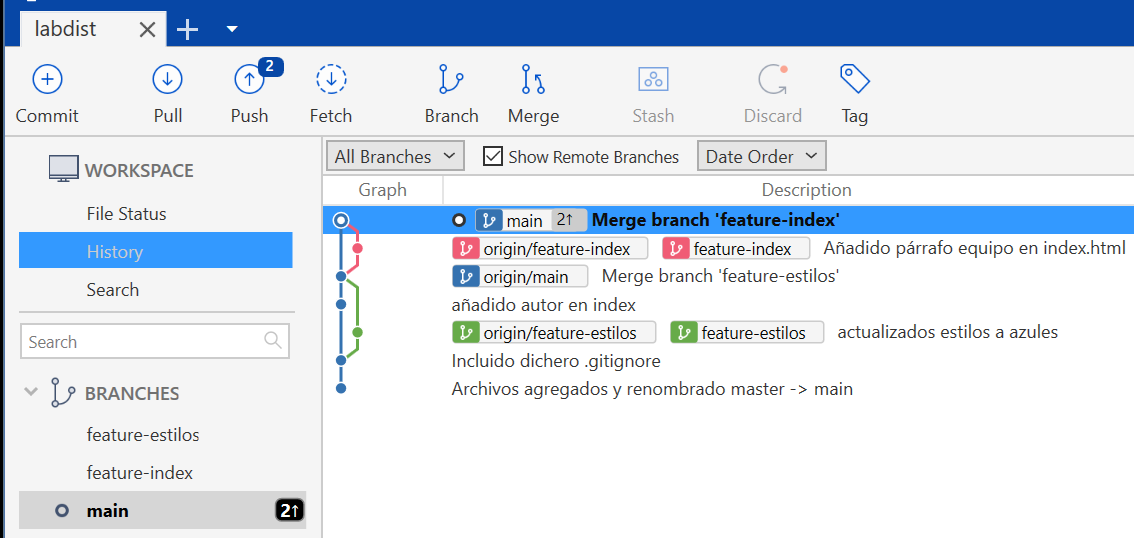 labdist
2
Commit Pull Push Fetch Branch Merge Stash Discard Tag
WORKSPACE
File Status
History
Search
Search
BRANCHES
feature-estilos
feature-index
main 2↑
All Branches Show Remote Branches Date Order
Graph Description
main 2↑ Merge branch 'feature-index'
origin/feature-index feature-index Añadido párrafo equipo en index.html
origin/main Merge branch 'feature-estilos'
añadido autor en index
origin/feature-estilos feature-estilos actualizados estilos a azules
Incluido dichero .gitignore
Archivos agregados y renombrado master -> main